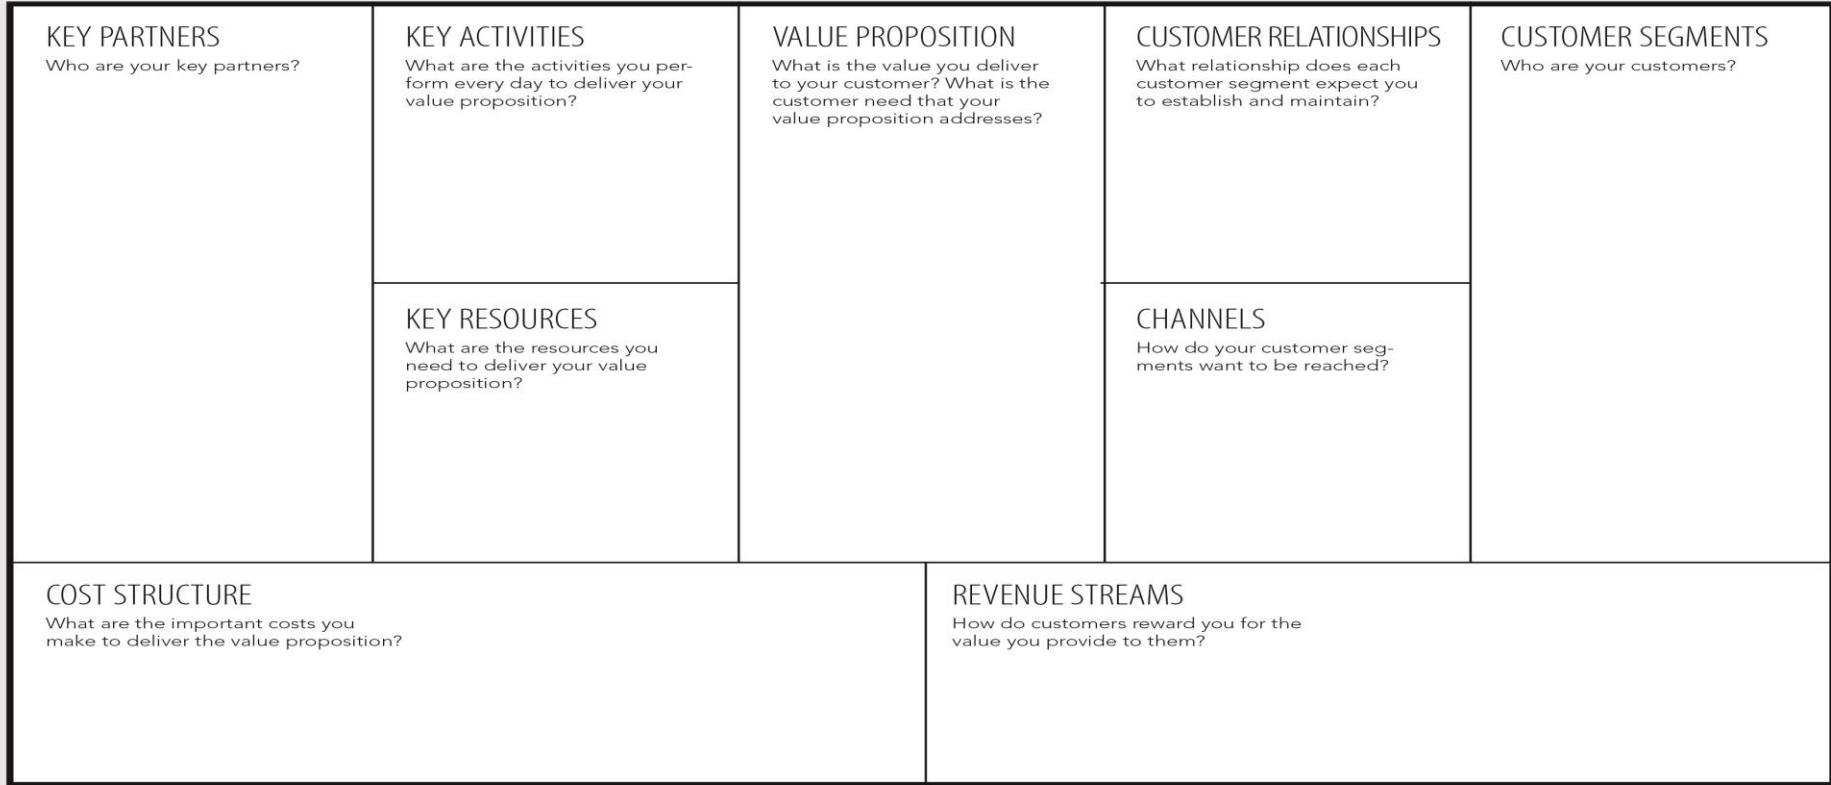 KEY PARTNERS
Who are your key partners?
KEY ACTIVITIES
What are the activities you per-
form every day to deliver your
value proposition?
KEY RESOURCES
What are the resources you
need to deliver your value
proposition?
VALUE PROPOSITION
What is the value you deliver
to your customer? What is the
customer need that your
value proposition addresses?
CUSTOMER RELATIONSHIPS
What relationship does each
customer segment expect you
to establish and maintain?
CHANNELS
How do your customer seg-
ments want to be reached?
CUSTOMER SEGMENTS
Who are your customers?
COST STRUCTURE
What are the important costs you
make to deliver the value proposition?
REVENUE STREAMS
How do customers reward you for the
value you provide to them?